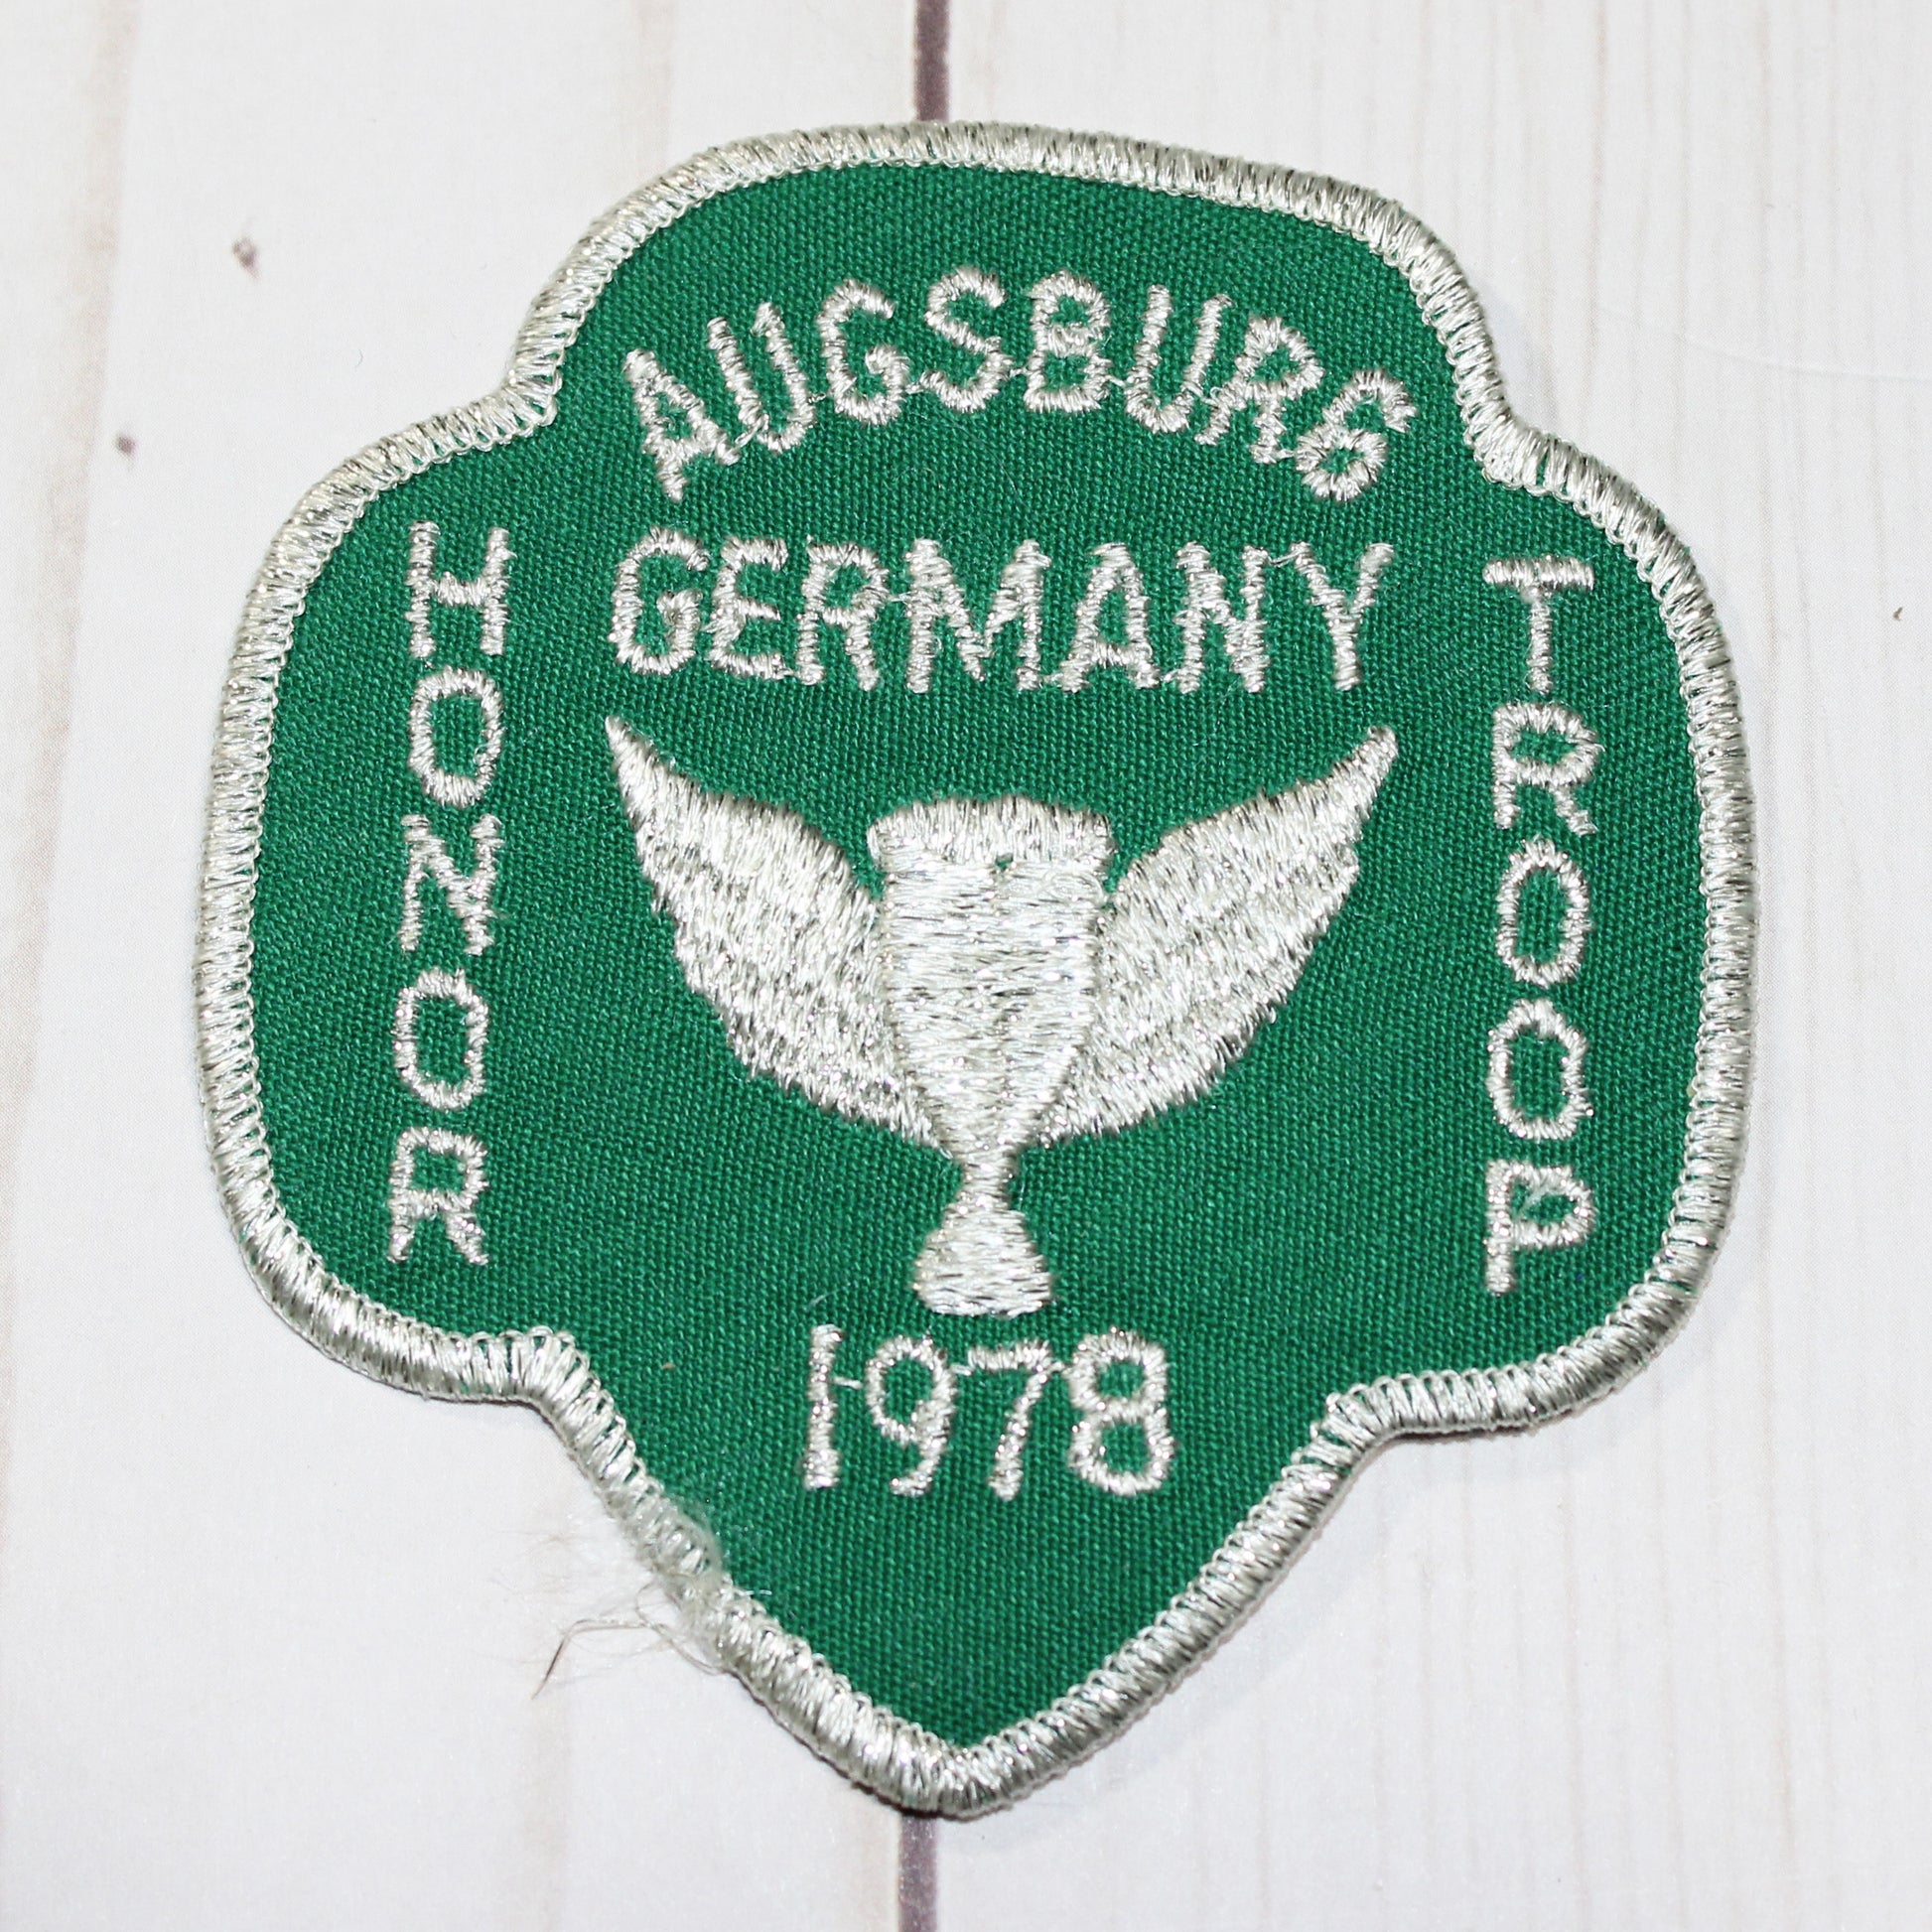 AUGSBURG
GERMANY
HONOR
TROOP
1978